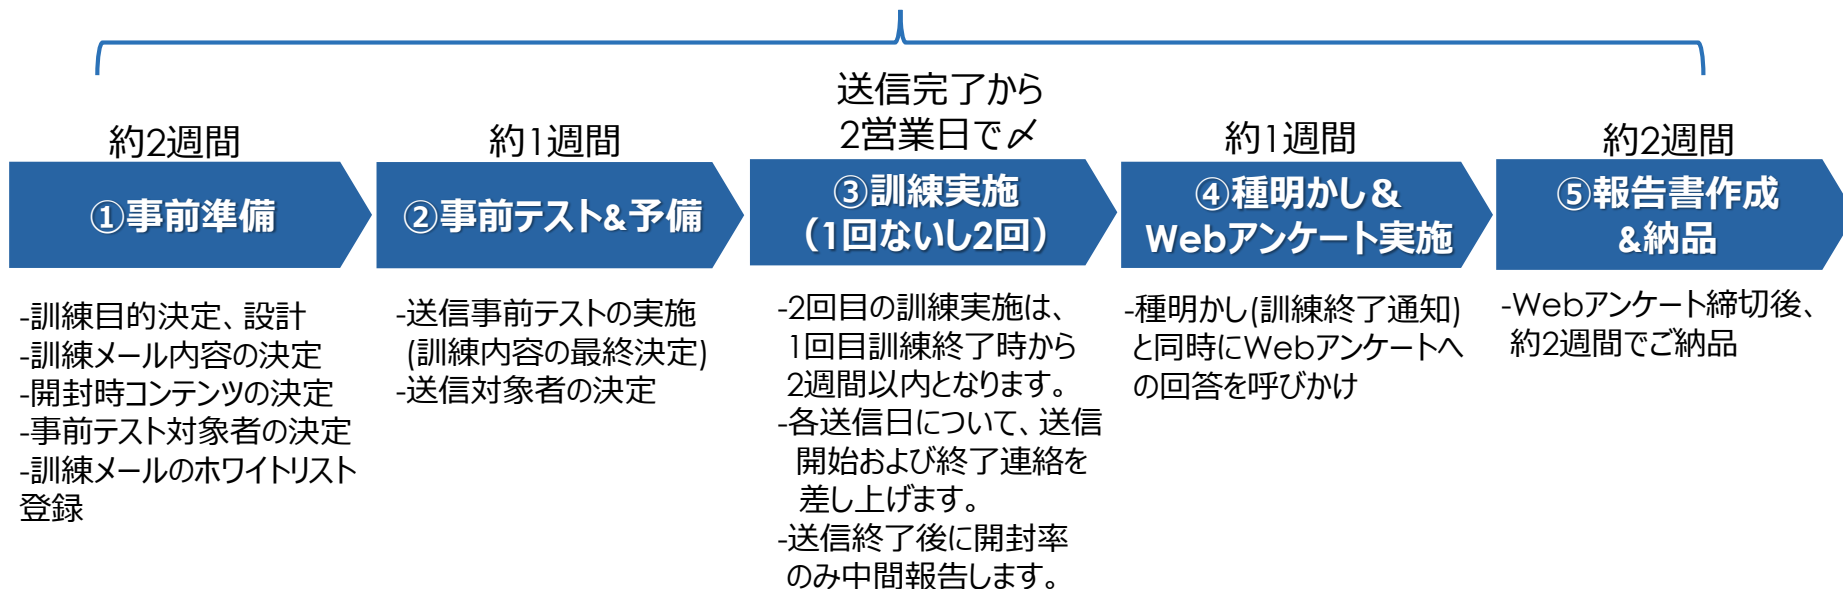 約2週間
①事前準備
-訓練目的決定、設計
-訓練メール内容の決定
-開封時コンテンツの決定
-事前テスト対象者の決定
-訓練メールのホワイトリスト
登録
約1週間
②事前テスト&予備
-送信事前テストの実施
(訓練内容の最終決定)
-送信対象者の決定
送信完了から
2営業日で〆
③訓練実施
（1回ないし2回）
-2回目の訓練実施は、
1回目訓練終了時から
2週間以内となります。
-各送信日について、送信
開始および終了連絡を
差し上げます。
-送信終了後に開封率
のみ中間報告します。
約1週間
④種明かし＆
Webアンケート実施
-種明かし(訓練終了通知)
と同時にWebアンケートへ
の回答を呼びかけ
約2週間
⑤報告書作成
&納品
-Webアンケート締切後、
約2週間でご納品